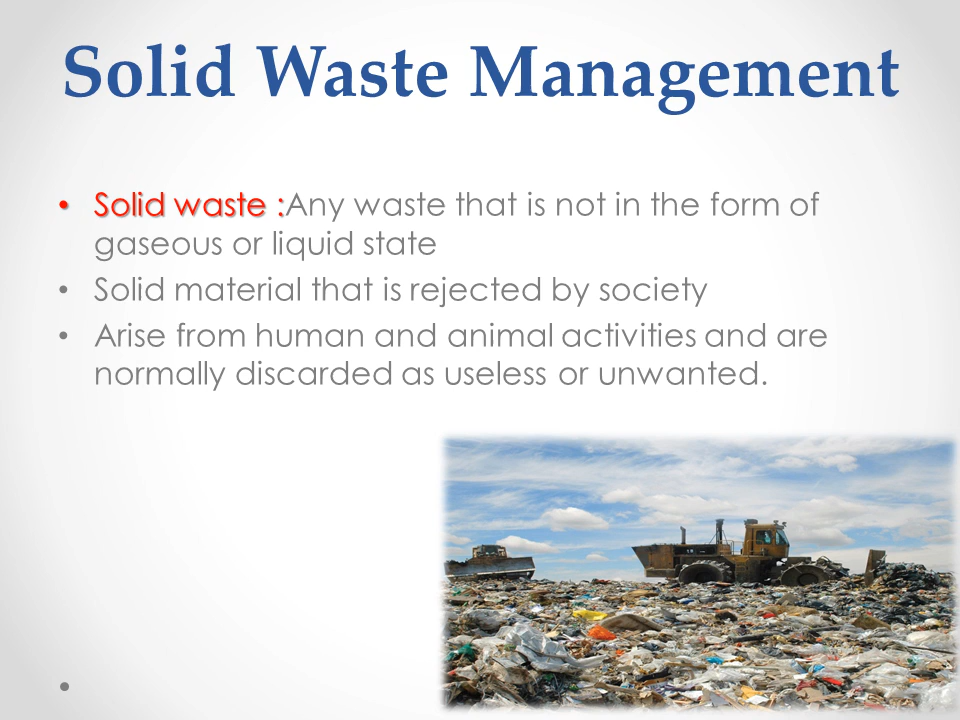 Solid Waste Management
• Solid waste :Any waste that is not in the form of
gaseous or liquid state
• Solid material that is rejected by society
• Arise from human and animal activities and are
normally discarded as useless or unwanted.
•